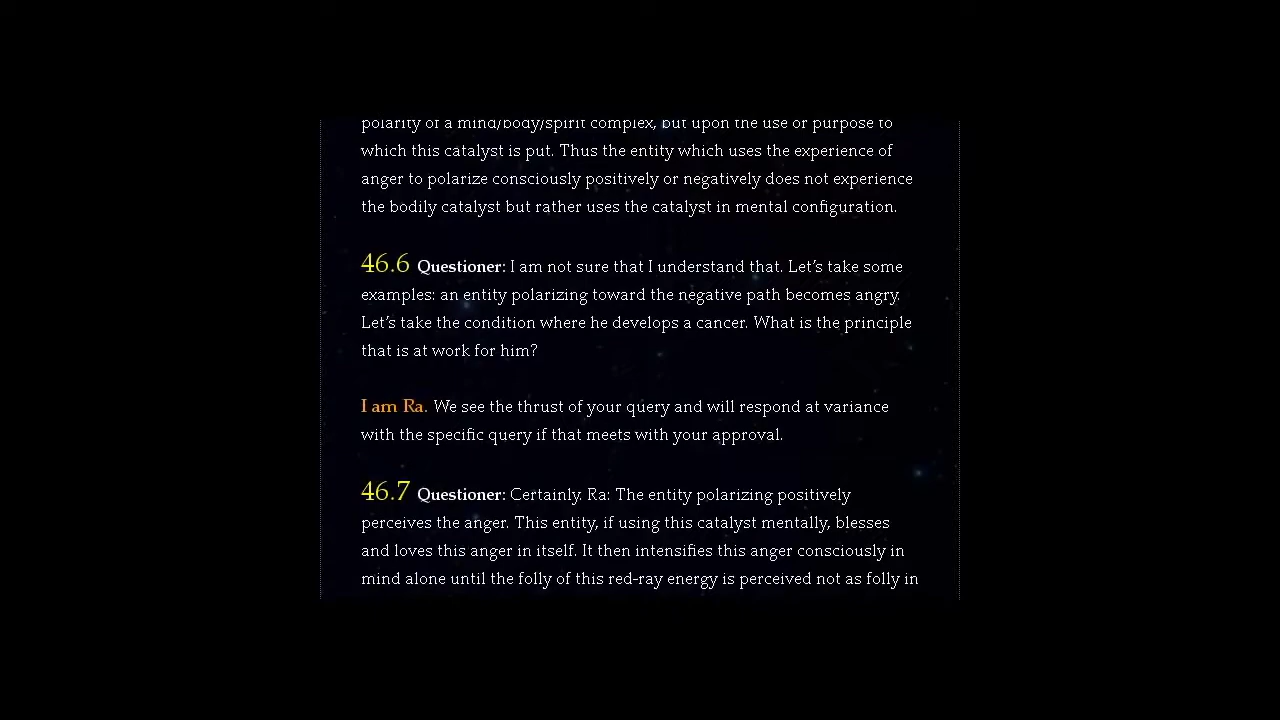 polarity of a mind/body/spirit complex, but upon the use or purpose to
which this catalyst is put. Thus the entity which uses the experience of
anger to polarize consciously positively or negatively does not experience
the bodily catalyst but rather uses the catalyst in mental configuration.
46.6 Questioner: I am not sure that I understand that. Let's take some
examples: an entity polarizing toward the negative path becomes angry.
Let's take the condition where he develops a cancer. What is the principle
that is at work for him?
I am Ra. We see the thrust of your query and will respond at variance
with the specific query if that meets with your approval.
46.7 Questioner: Certainly. Ra: The entity polarizing positively
perceives the anger. This entity, if using this catalyst mentally, blesses
and loves this anger in itself. It then intensifies this anger consciously in
mind alone until the folly of this red-ray energy is perceived not as folly in